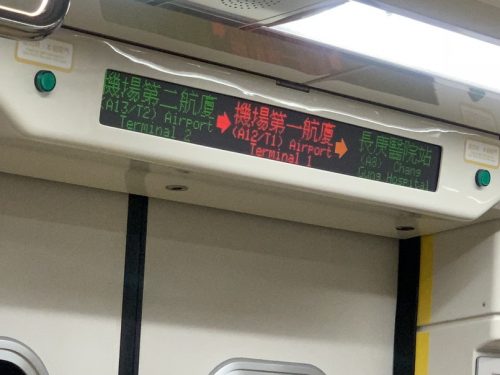 機場第二航廈
(A13/T2) Airport
Terminal 2
機場第一航廈
(A12/T1) Airport
Terminal 1
長庚醫院站
(A8) Chang
Gung Hospital